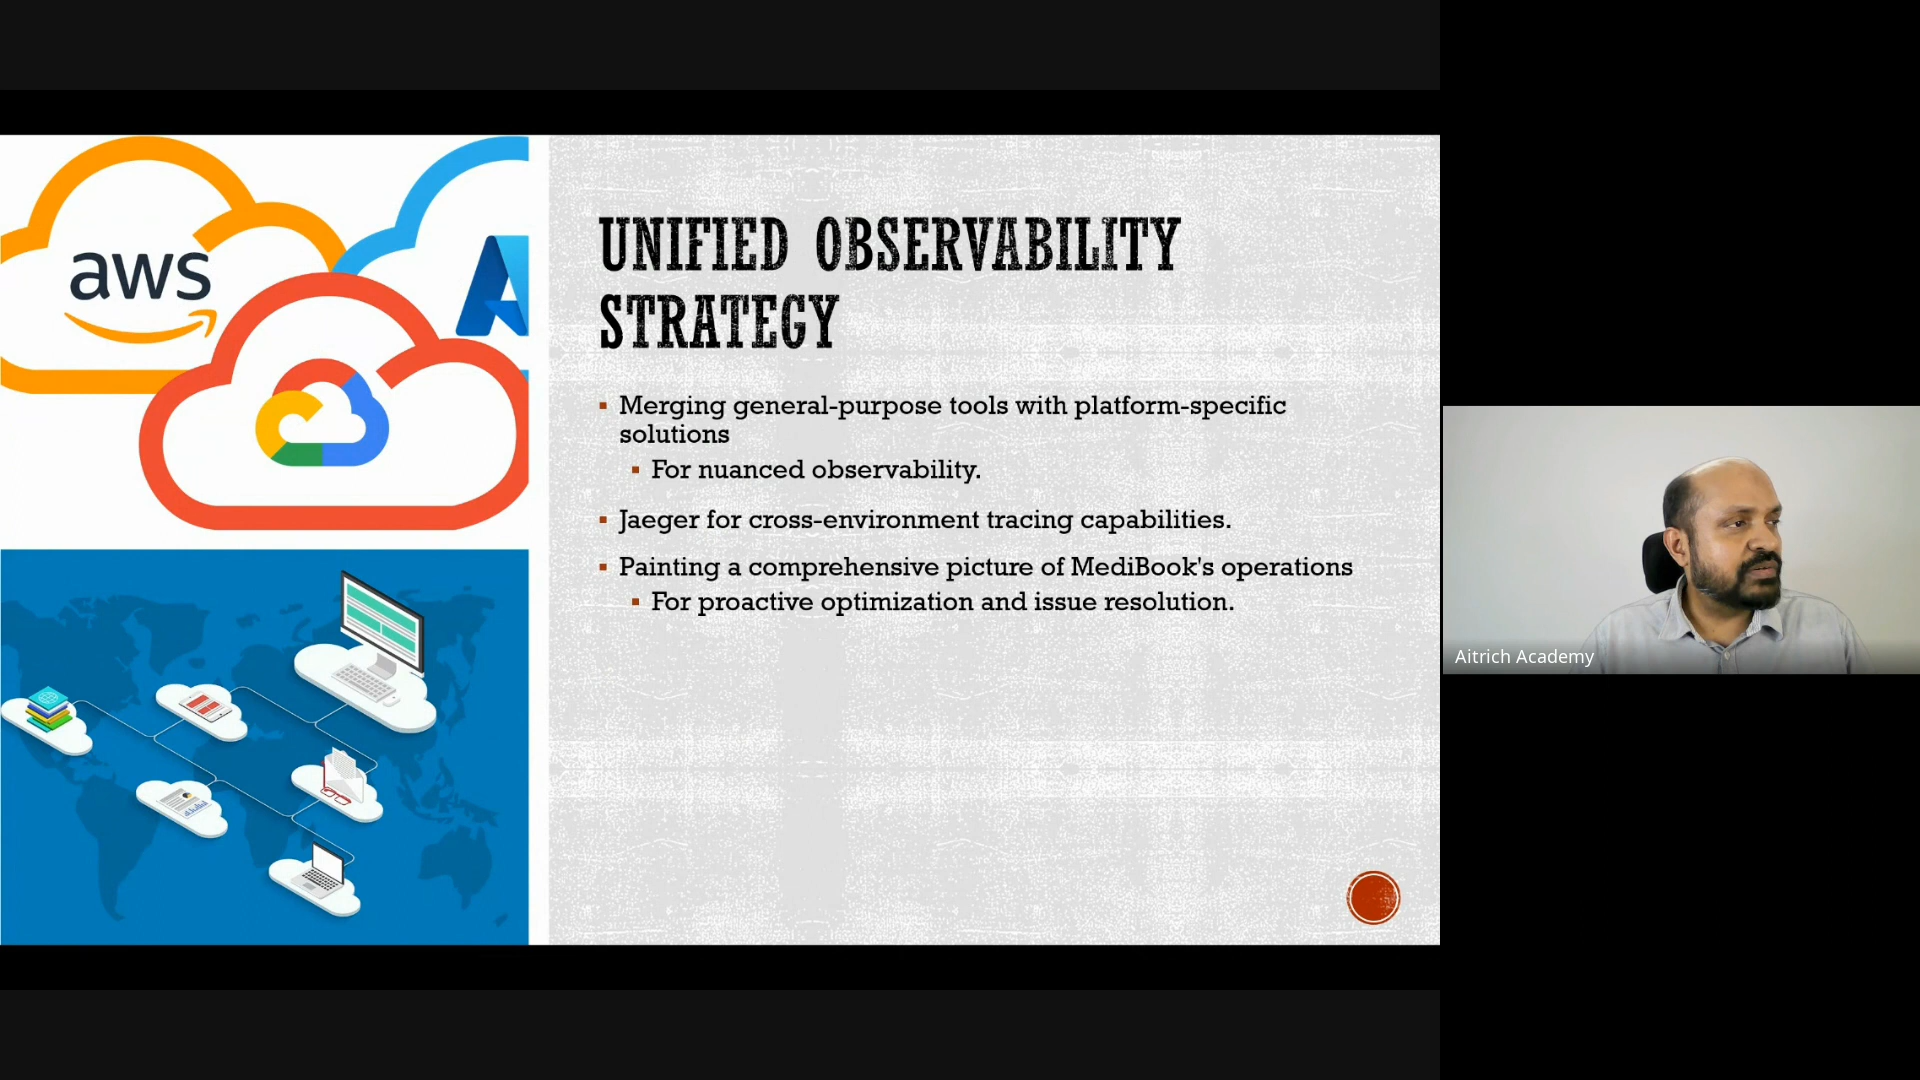 aws
UNIFIED OBSERVABILITY
STRATEGY
Merging general-purpose tools with platform-specific
solutions
For nuanced observability.
Jaeger for cross-environment tracing capabilities.
Painting a comprehensive picture of MediBook's operations
For proactive optimization and issue resolution.
Aitrich Academy